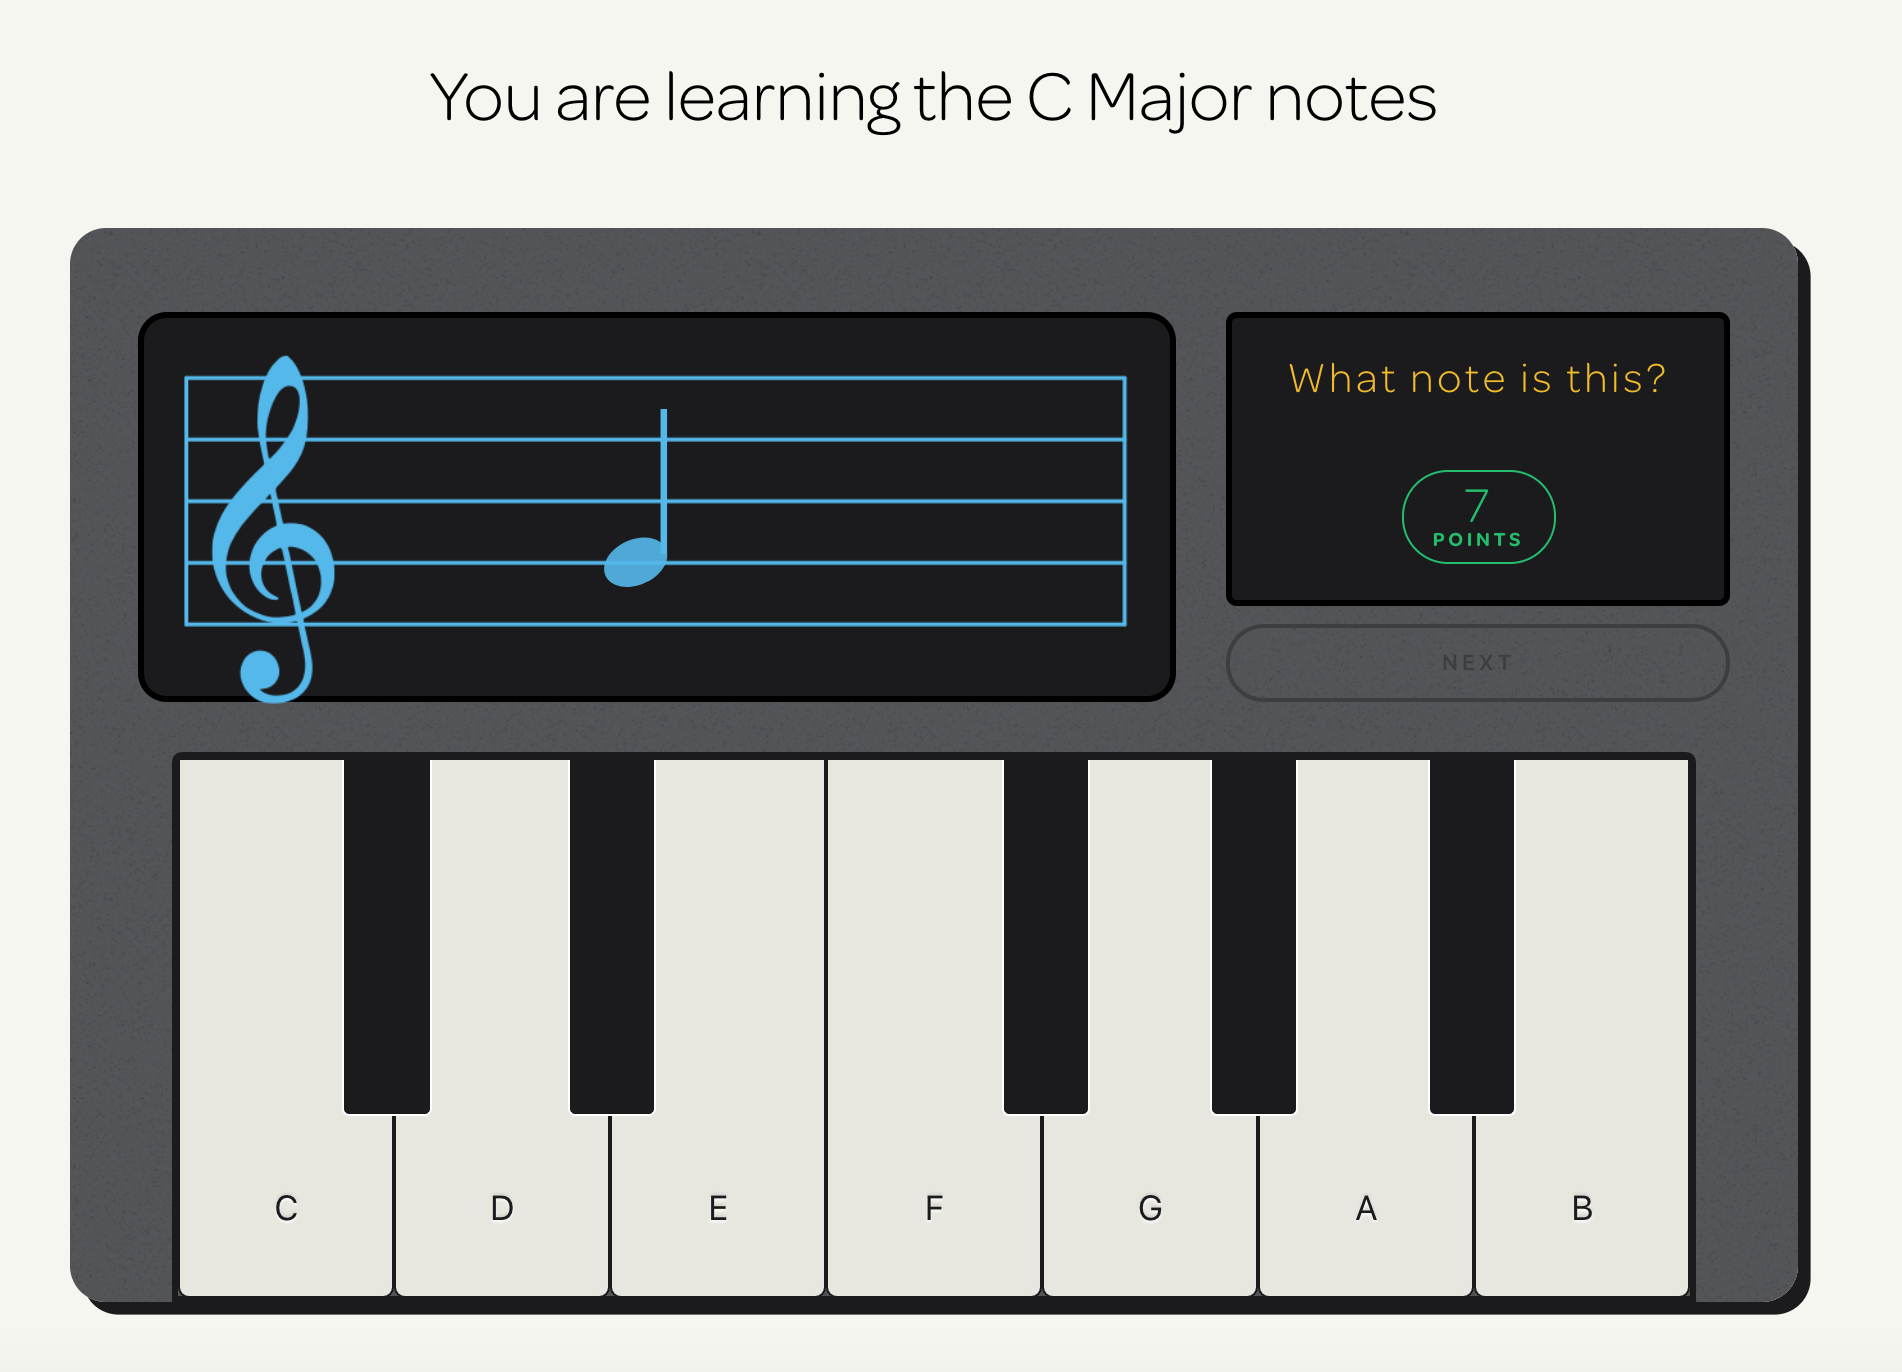 You are learning the C Major notes
What note is this?
7
POINTS
NEXT
C D E F G A B